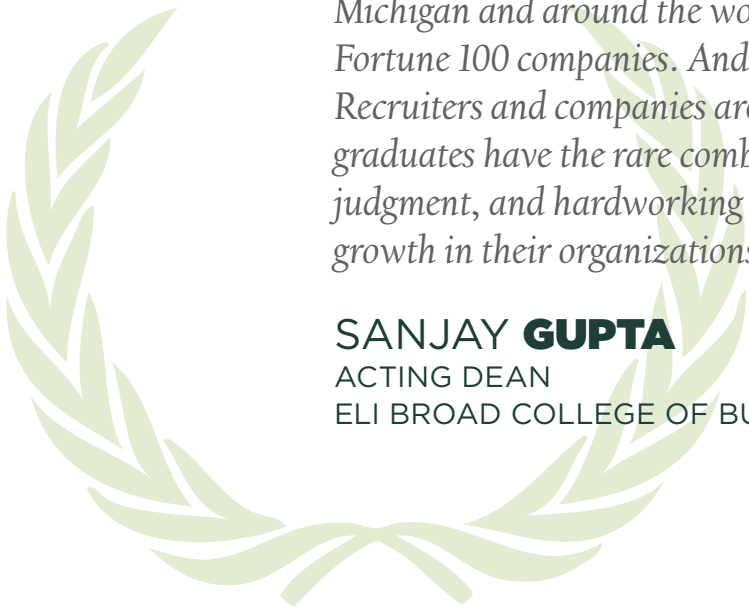 Michigan and around the wo
Fortune 100 companies. And
Recruiters and companies are
graduates have the rare comb
judgment, and hardworking
growth in their organizations
SANJAY GUPTA
ACTING DEAN
ELI BROAD COLLEGE OF BU